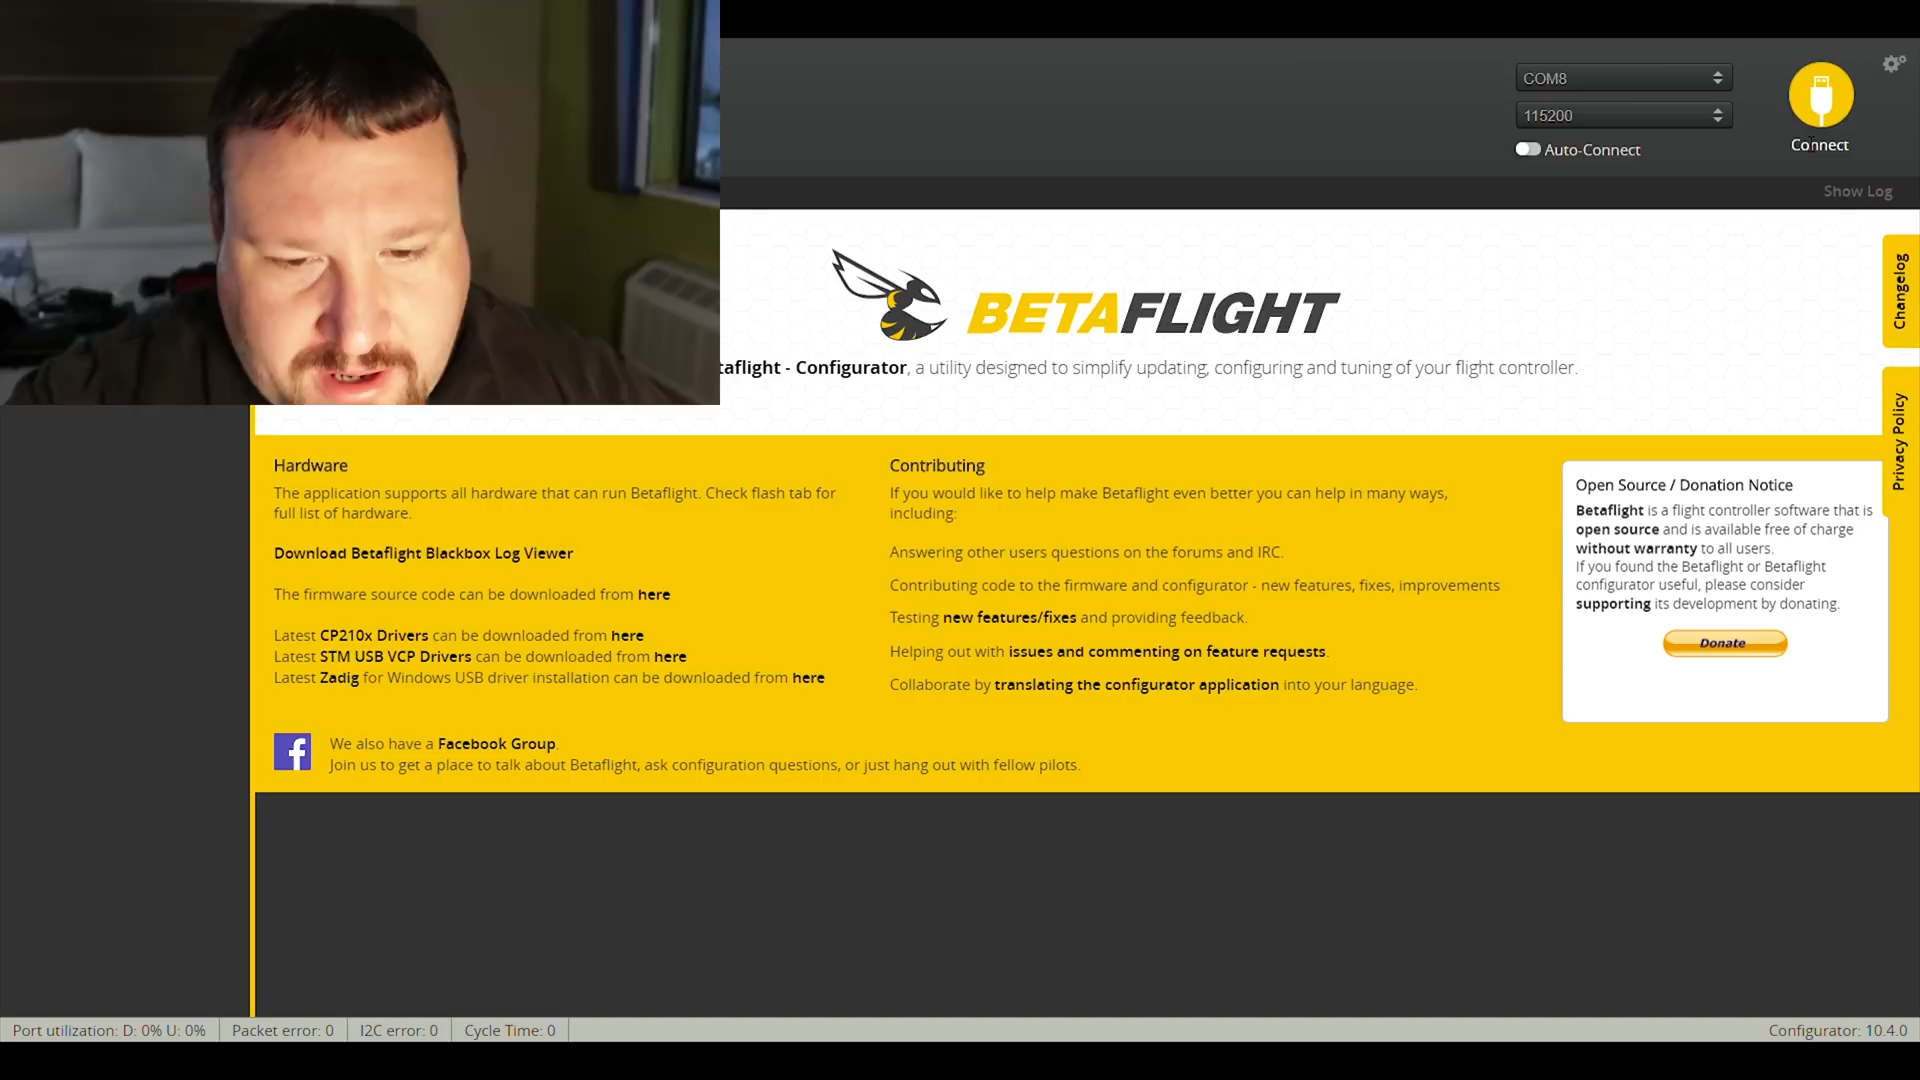 COM8
115200
Auto-Connect
Connect
Show Log
BETAFLIGHT
Changelog
Privacy Policy
taflight - Configurator, a utility designed to simplify updating, configuring and tuning of your flight controller.
Hardware
The application supports all hardware that can run Betaflight. Check flash tab for
full list of hardware.
Download Betaflight Blackbox Log Viewer
The firmware source code can be downloaded from here
Latest CP210x Drivers can be downloaded from here
Latest STM USB VCP Drivers can be downloaded from here
Latest Zadig for Windows USB driver installation can be downloaded from here
Contributing
If you would like to help make Betaflight even better you can help in many ways,
including:
Answering other users questions on the forums and IRC.
Contributing code to the firmware and configurator - new features, fixes, improvements
Testing new features/fixes and providing feedback.
Helping out with issues and commenting on feature requests.
Collaborate by translating the configurator application into your language.
Open Source / Donation Notice
Betaflight is a flight controller software that is
open source and is available free of charge
without warranty to all users.
If you found the Betaflight or Betaflight
configurator useful, please consider
supporting its development by donating.
Donate
We also have a Facebook Group.
Join us to get a place to talk about Betaflight, ask configuration questions, or just hang out with fellow pilots.
Port utilization: D: 0% U: 0%
Packet error: 0
I2C error: 0
Cycle Time: 0
Configurator: 10.4.0